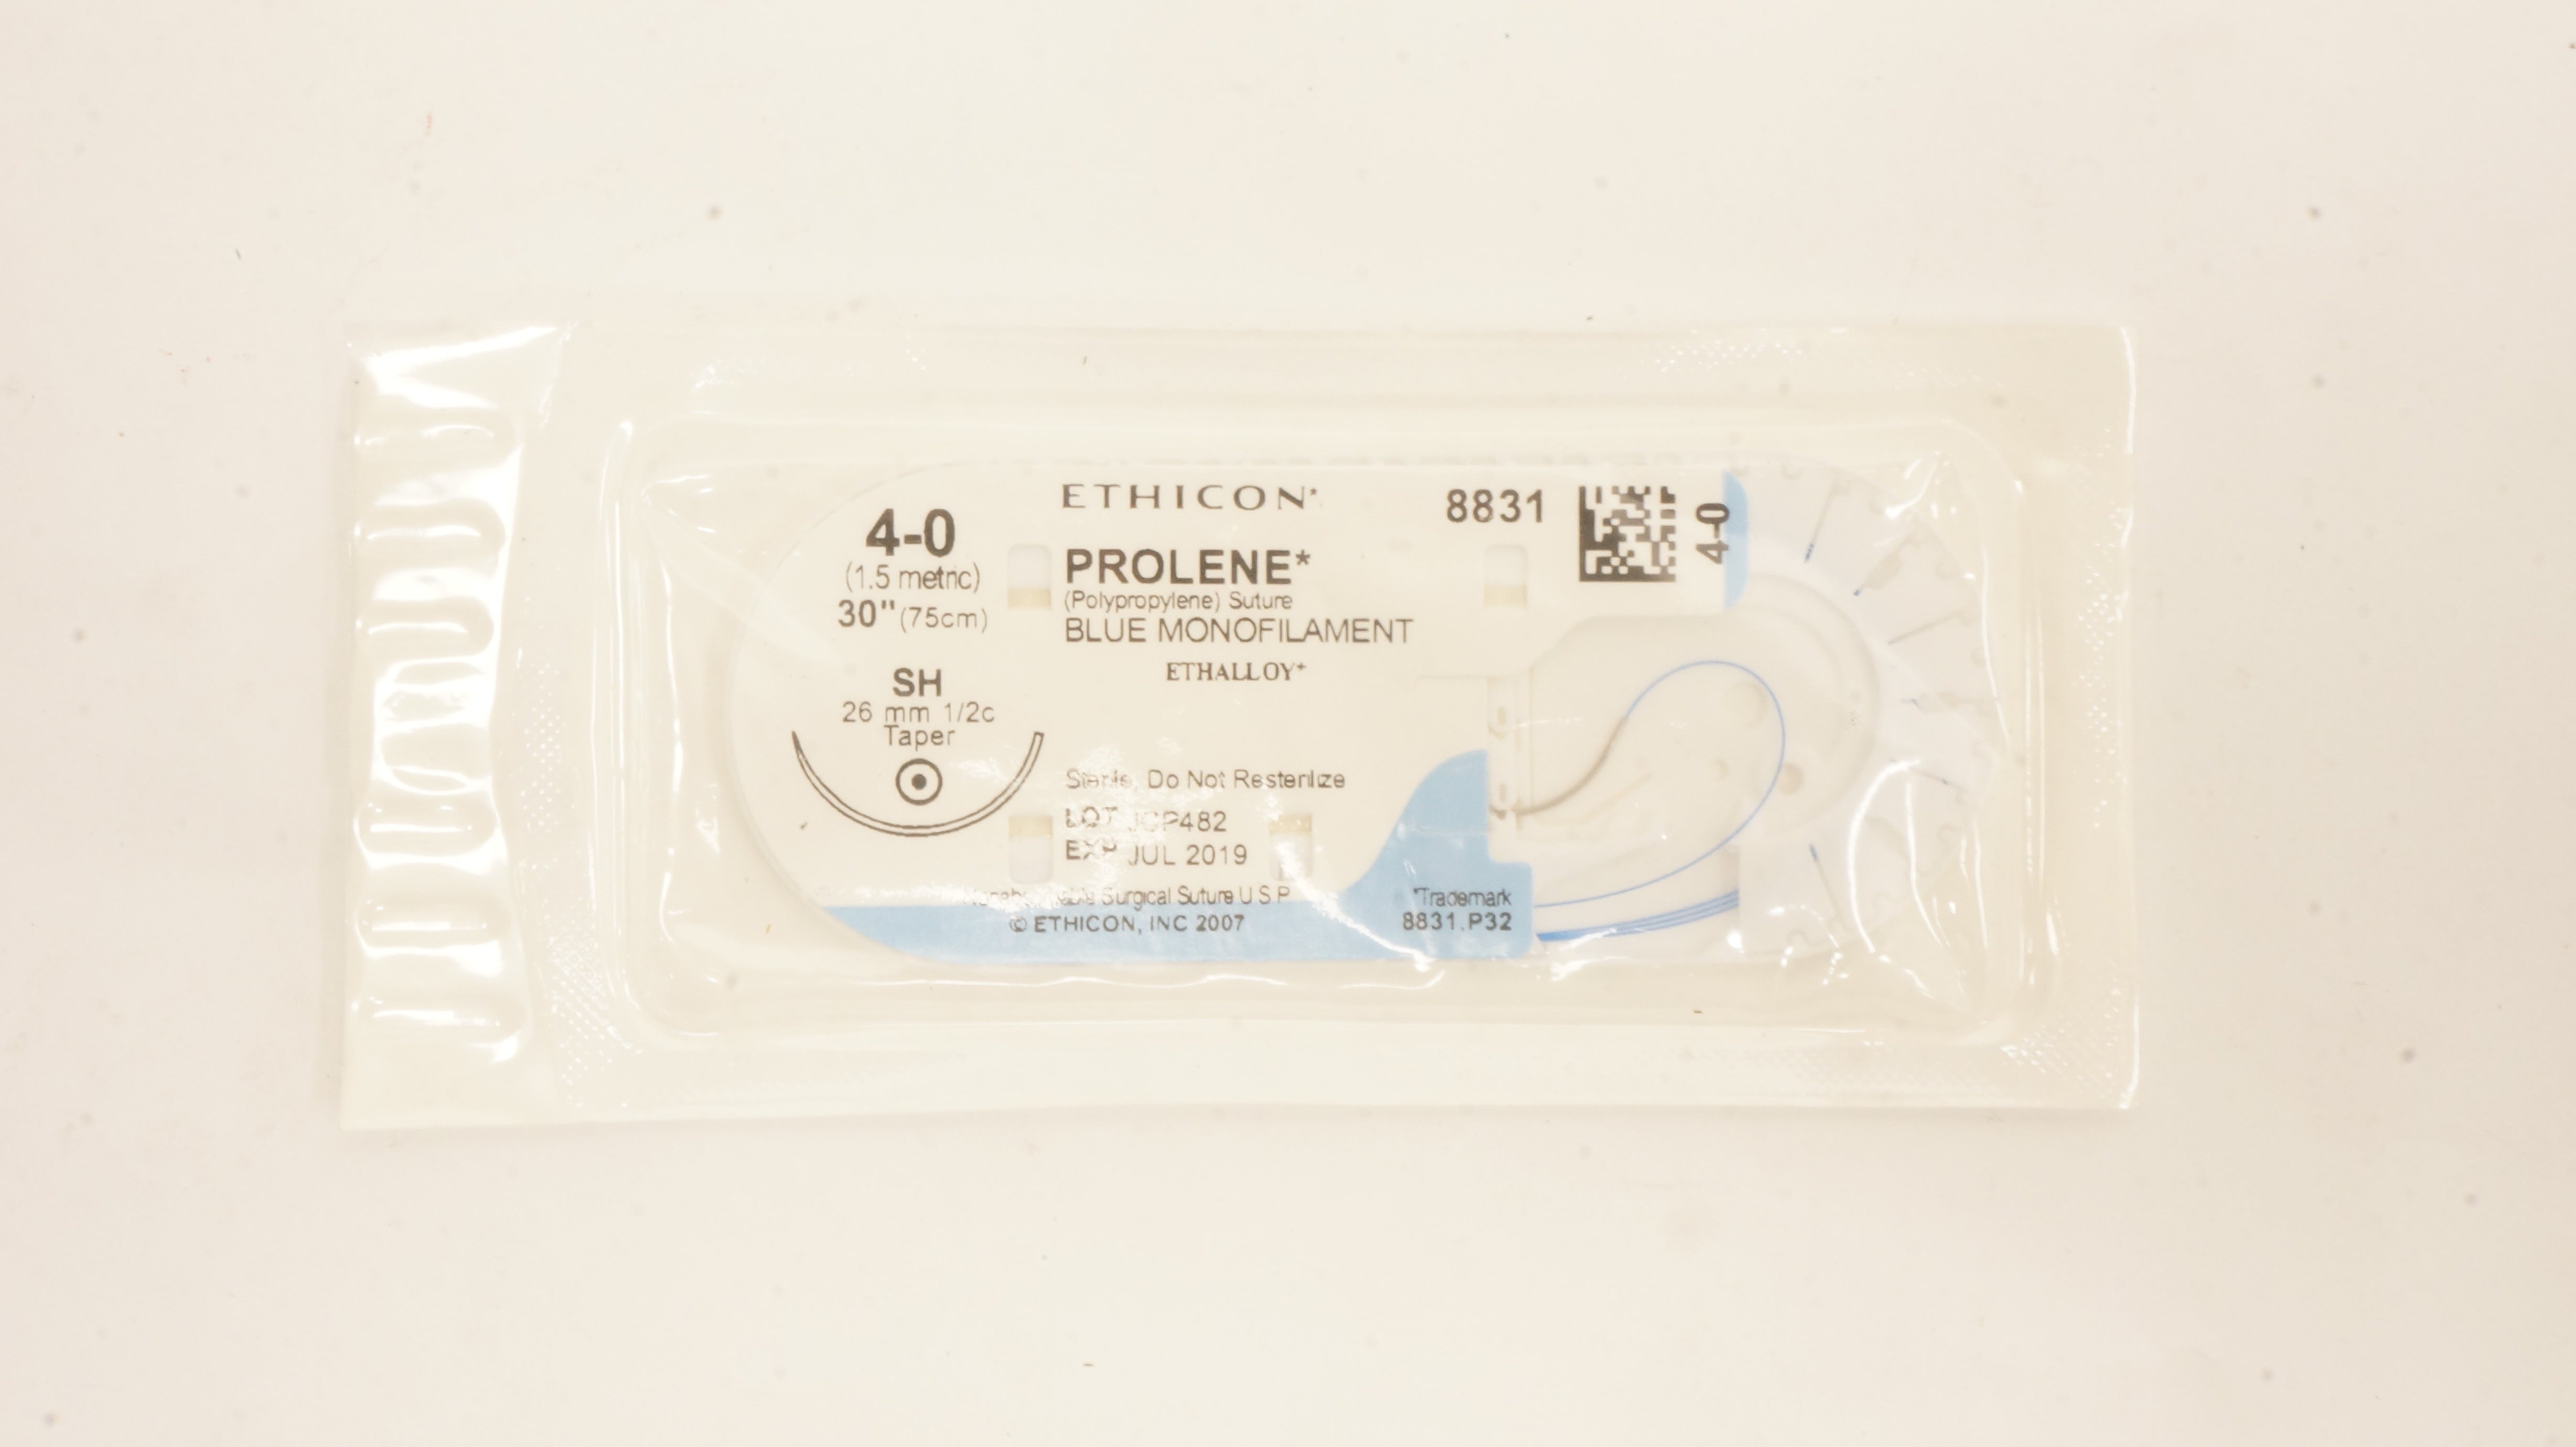 4-0
(1.5 metric)
30" (75cm)
SH
26 mm 1/2c
Taper
ETHICON*
PROLENE*
(Polypropylene) Suture
BLUE MONOFILAMENT
ETHALLOY*
8831
4-0
Sterile, Do Not Resterilize
LOT JCP482
EXP JUL 2019
Surgical Suture U S P
© ETHICON, INC 2007
*Trademark
8831.P32